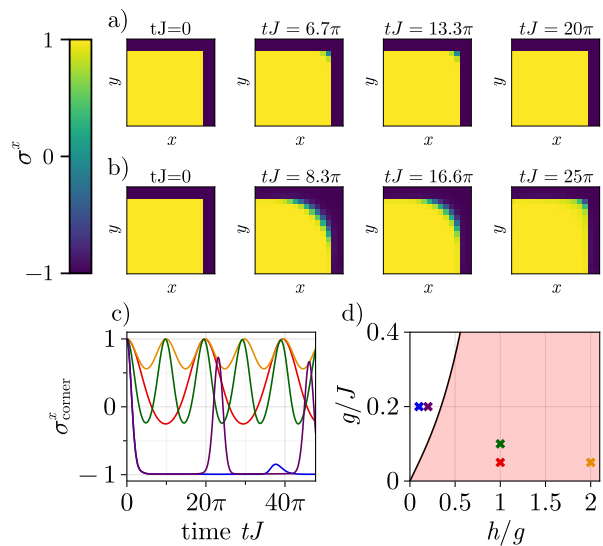 a) tJ=0 tJ = 6.7π tJ = 13.3π tJ = 20π
y y y y
x x x x
b) tJ=0 tJ = 8.3π tJ = 16.6π tJ = 25π
y y y y
x x x x
1
0
−1
σ^x
c)
1
0
−1
σ^x_corner
0 20π 40π
time tJ
d)
0.4
0.2
0
g/J
0 0.5 1 1.5 2
h/g